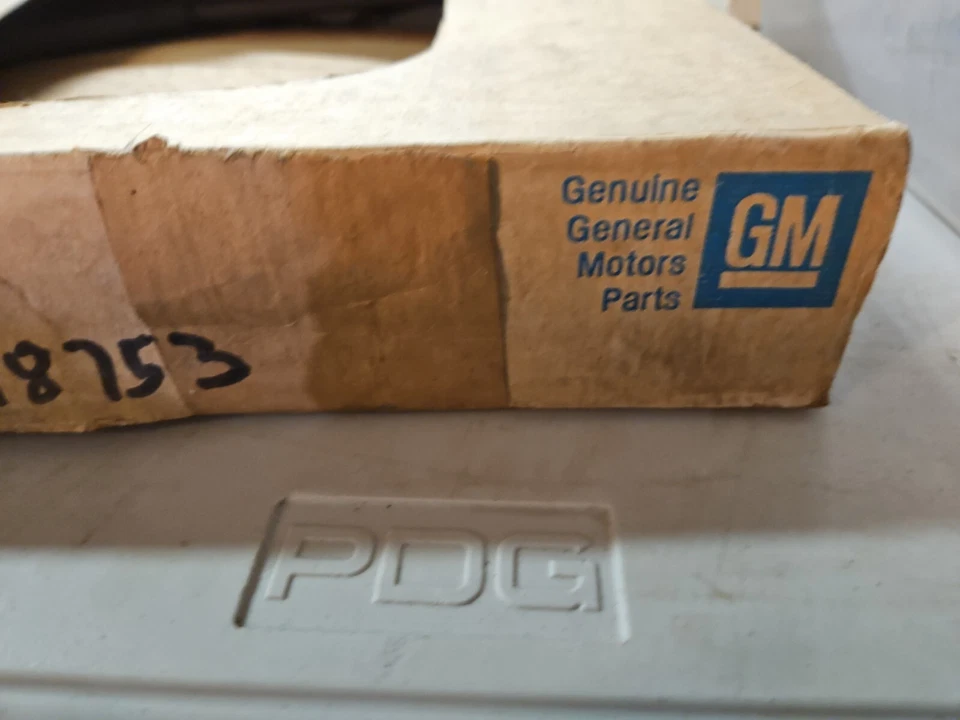 Genuine
General
Motors
Parts
GM
18753
PDG